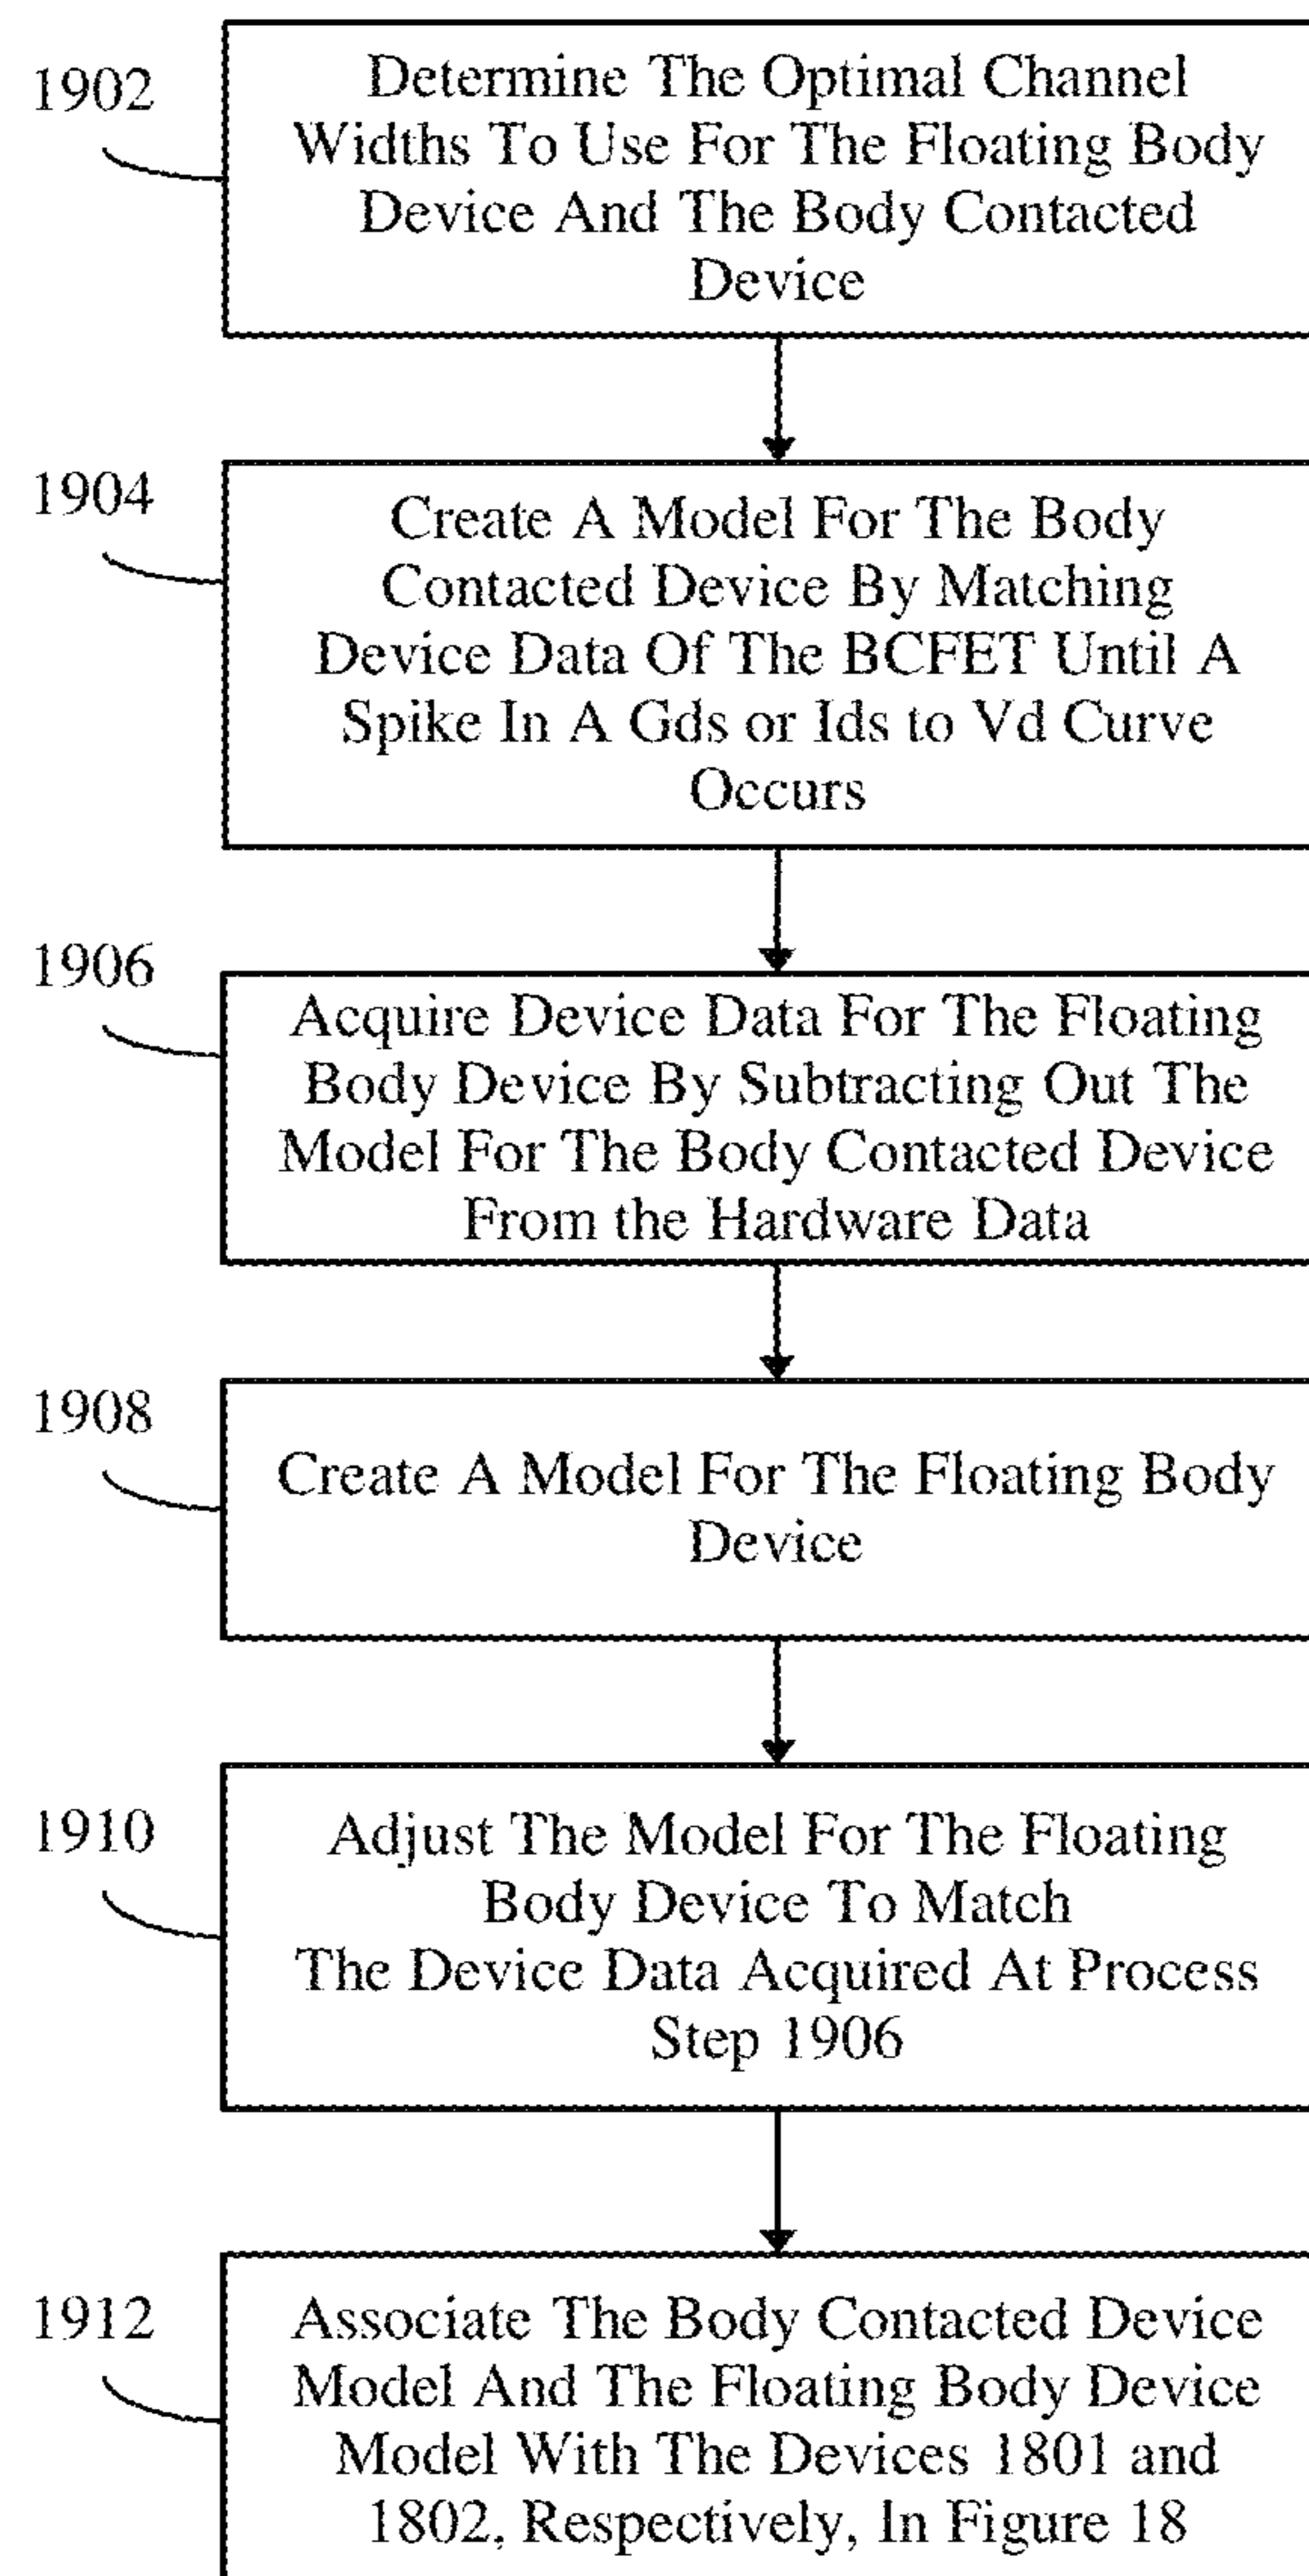 1902
Determine The Optimal Channel
Widths To Use For The Floating Body
Device And The Body Contacted
Device
1904
Create A Model For The Body
Contacted Device By Matching
Device Data Of The BCFET Until A
Spike In A Gds or Ids to Vd Curve
Occurs
1906
Acquire Device Data For The Floating
Body Device By Subtracting Out The
Model For The Body Contacted Device
From the Hardware Data
1908
Create A Model For The Floating Body
Device
1910
Adjust The Model For The Floating
Body Device To Match
The Device Data Acquired At Process
Step 1906
1912
Associate The Body Contacted Device
Model And The Floating Body Device
Model With The Devices 1801 and
1802, Respectively, In Figure 18